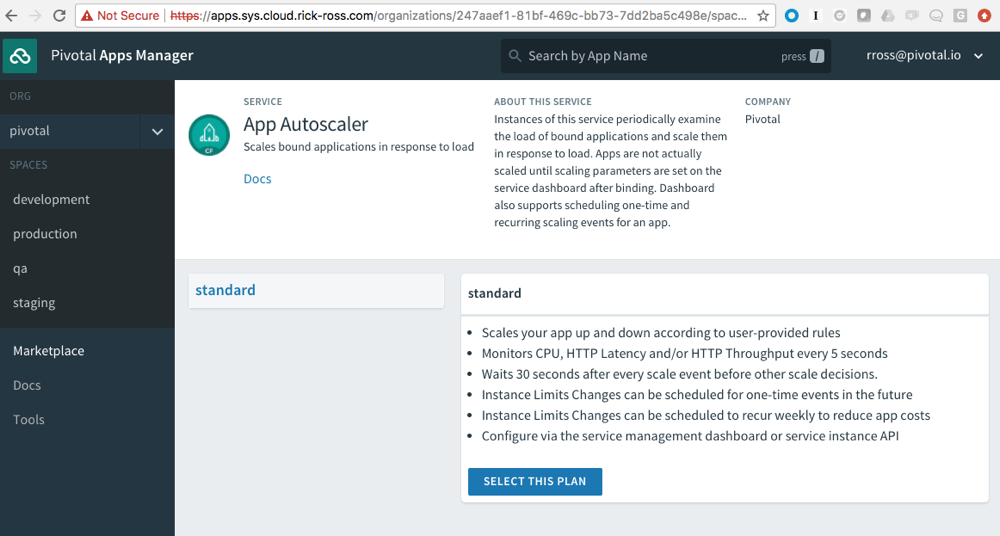 Not Secure https://apps.sys.cloud.rick-ross.com/organizations/247aaef1-81bf-469c-bb73-7dd2ba5c498e/spac...
Pivotal Apps Manager
Search by App Name
press /
rross@pivotal.io
ORG
pivotal
SPACES
development
production
qa
staging
Marketplace
Docs
Tools
SERVICE
App Autoscaler
Scales bound applications in response to load
Docs
CF
ABOUT THIS SERVICE
Instances of this service periodically examine
the load of bound applications and scale them
in response to load. Apps are not actually
scaled until scaling parameters are set on the
service dashboard after binding. Dashboard
also supports scheduling one-time and
recurring scaling events for an app.
COMPANY
Pivotal
standard
standard
• Scales your app up and down according to user-provided rules
• Monitors CPU, HTTP Latency and/or HTTP Throughput every 5 seconds
• Waits 30 seconds after every scale event before other scale decisions.
• Instance Limits Changes can be scheduled for one-time events in the future
• Instance Limits Changes can be scheduled to recur weekly to reduce app costs
• Configure via the service management dashboard or service instance API
SELECT THIS PLAN